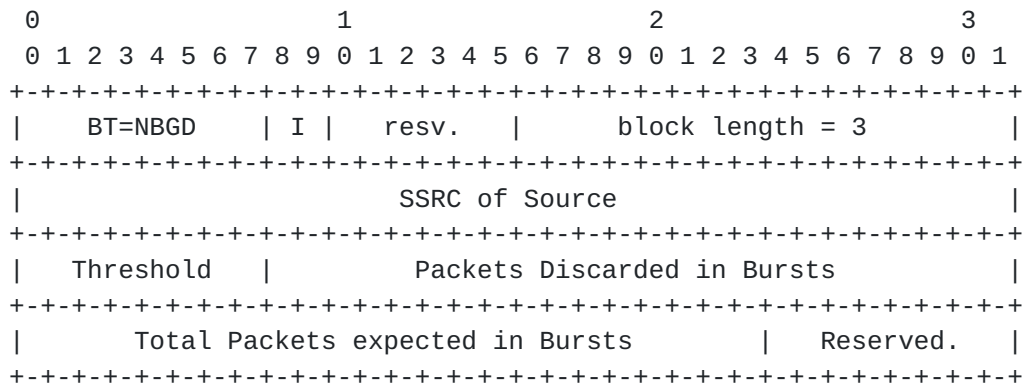 0                   1                   2                   3
 0 1 2 3 4 5 6 7 8 9 0 1 2 3 4 5 6 7 8 9 0 1 2 3 4 5 6 7 8 9 0 1
+-+-+-+-+-+-+-+-+-+-+-+-+-+-+-+-+-+-+-+-+-+-+-+-+-+-+-+-+-+-+-+-+
|    BT=NBGD    | I |   resv.   |      block length = 3         |
+-+-+-+-+-+-+-+-+-+-+-+-+-+-+-+-+-+-+-+-+-+-+-+-+-+-+-+-+-+-+-+-+
|                        SSRC of Source                         |
+-+-+-+-+-+-+-+-+-+-+-+-+-+-+-+-+-+-+-+-+-+-+-+-+-+-+-+-+-+-+-+-+
|   Threshold   |         Packets Discarded in Bursts           |
+-+-+-+-+-+-+-+-+-+-+-+-+-+-+-+-+-+-+-+-+-+-+-+-+-+-+-+-+-+-+-+-+
|       Total Packets expected in Bursts        |   Reserved.   |
+-+-+-+-+-+-+-+-+-+-+-+-+-+-+-+-+-+-+-+-+-+-+-+-+-+-+-+-+-+-+-+-+